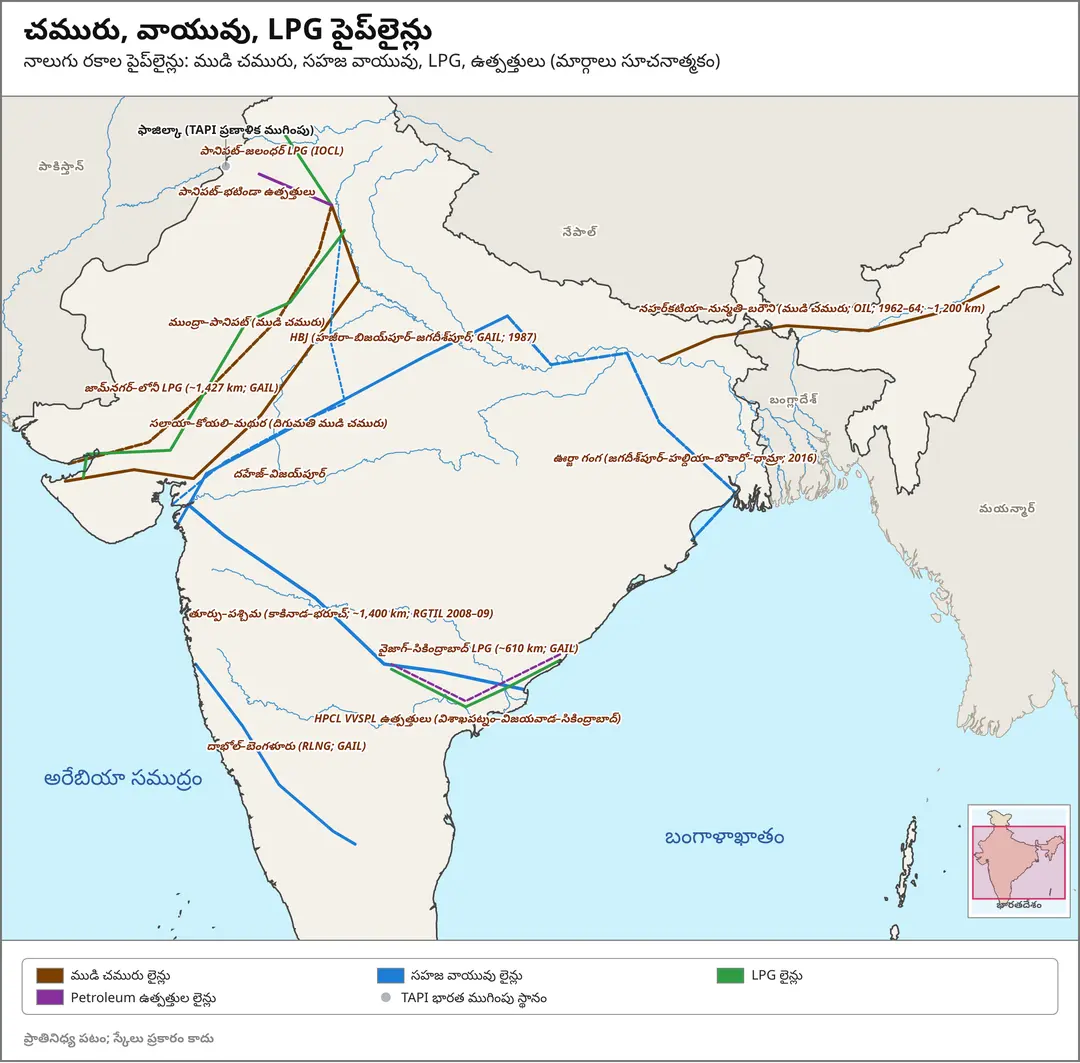 చమురు, వాయువు, LPG పైప్‌లైన్లు
నాలుగు రకాల పైప్‌లైన్లు: ముడి చమురు, సహజ వాయువు, LPG, ఉత్పత్తులు (మార్గాలు సూచనాత్మకం)
ఫాజిల్కా (TAPI ప్రణాళిక ముగింపు)
పానిపట్–జలంధర్ LPG (IOCL)
పాకిస్తాన్
పానిపట్–భటిండా ఉత్పత్తులు
నేపాల్
నహర్‌కటియా–నున్మతి–బరౌని (ముడి చమురు; OIL; 1962–64; ~1,200 km)
ముంద్రా–పానిపట్ (ముడి చమురు)
HBJ (హజీరా–బిజయ్‌పూర్–జగదీశ్‌పూర్; GAIL; 1987)
జామ్‌నగర్–లోనీ LPG (~1,427 km; GAIL)
బంగ్లాదేశ్
సలాయా–కోయలి–మథుర (దిగుమతి ముడి చమురు)
ఊర్జా గంగ (జగదీశ్‌పూర్–హల్దియా–బొకారో–ధామ్రా; 2016)
దహేజ్–విజయ్‌పూర్
మయన్మార్
తూర్పు–పశ్చిమ (కాకినాడ–భరూచ్; ~1,400 km; RGTIL 2008–09)
వైజాగ్–సికింద్రాబాద్ LPG (~610 km; GAIL)
HPCL VVSPL ఉత్పత్తులు (విశాఖపట్నం–విజయవాడ–సికింద్రాబాద్)
దాభోల్–బెంగళూరు (RLNG; GAIL)
అరేబియా సముద్రం
బంగాళాఖాతం
భారతదేశం
ముడి చమురు లైన్లు
సహజ వాయువు లైన్లు
LPG లైన్లు
Petroleum ఉత్పత్తుల లైన్లు
TAPI భారత ముగింపు స్థానం
ప్రాతినిధ్య పటం; స్కేలు ప్రకారం కాదు